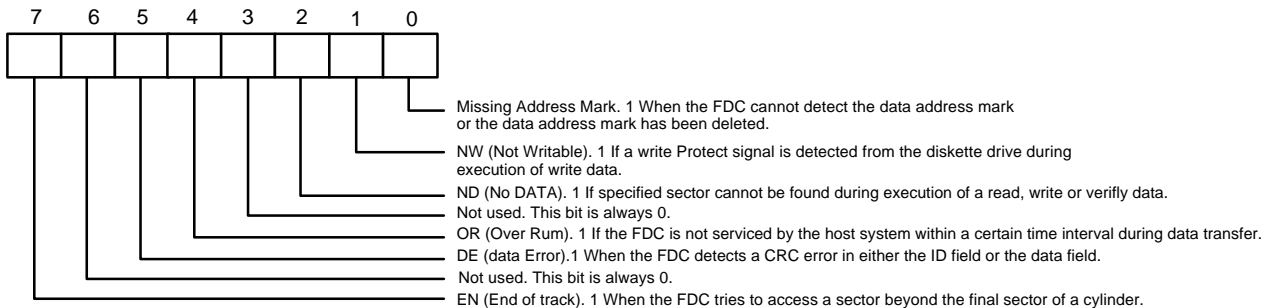 7 6 5 4 3 2 1 0
Missing Address Mark. 1 When the FDC cannot detect the data address mark
or the data address mark has been deleted.
NW (Not Writable). 1 If a write Protect signal is detected from the diskette drive during
execution of write data.
ND (No DATA). 1 If specified sector cannot be found during execution of a read, write or verifly data.
Not used. This bit is always 0.
OR (Over Rum). 1 If the FDC is not serviced by the host system within a certain time interval during data transfer.
DE (data Error).1 When the FDC detects a CRC error in either the ID field or the data field.
Not used. This bit is always 0.
EN (End of track). 1 When the FDC tries to access a sector beyond the final sector of a cylinder.